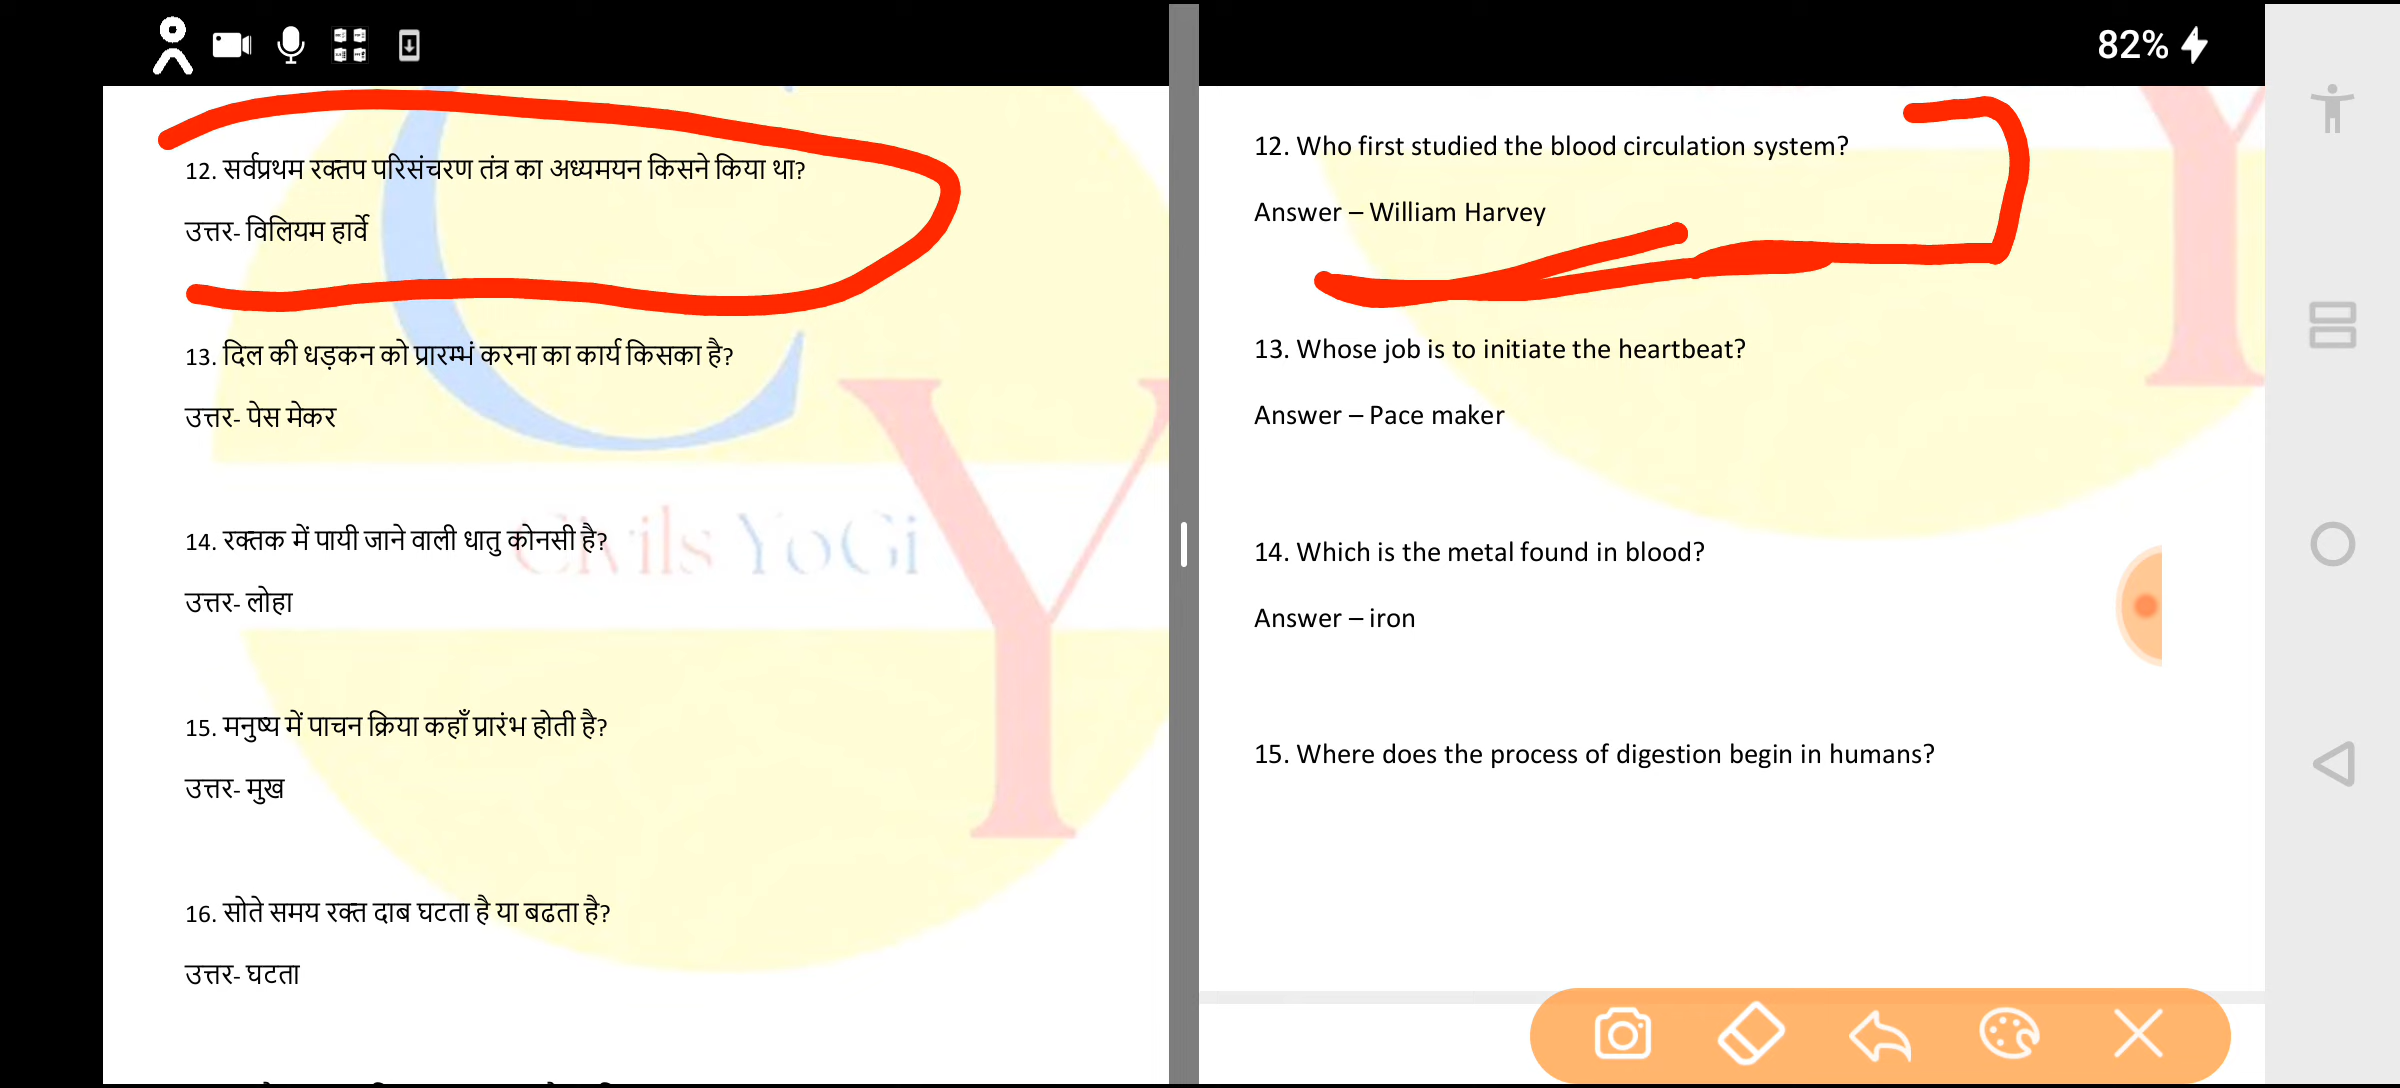 82%
12. सर्वप्रथम रक्तप परिसंचरण तंत्र का अध्यमयन किसने किया था?
उत्तर- विलियम हार्वे
13. दिल की धड़कन को प्रारम्भं करना का कार्य किसका है?
उत्तर- पेस मेकर
14. रक्तक में पायी जाने वाली धातु कोनसी है?
उत्तर- लोहा
15. मनुष्य में पाचन क्रिया कहाँ प्रारंभ होती है?
उत्तर- मुख
16. सोते समय रक्त दाब घटता है या बढता है?
उत्तर- घटता
Civils YoGi
12. Who first studied the blood circulation system?
Answer – William Harvey
13. Whose job is to initiate the heartbeat?
Answer – Pace maker
14. Which is the metal found in blood?
Answer – iron
15. Where does the process of digestion begin in humans?